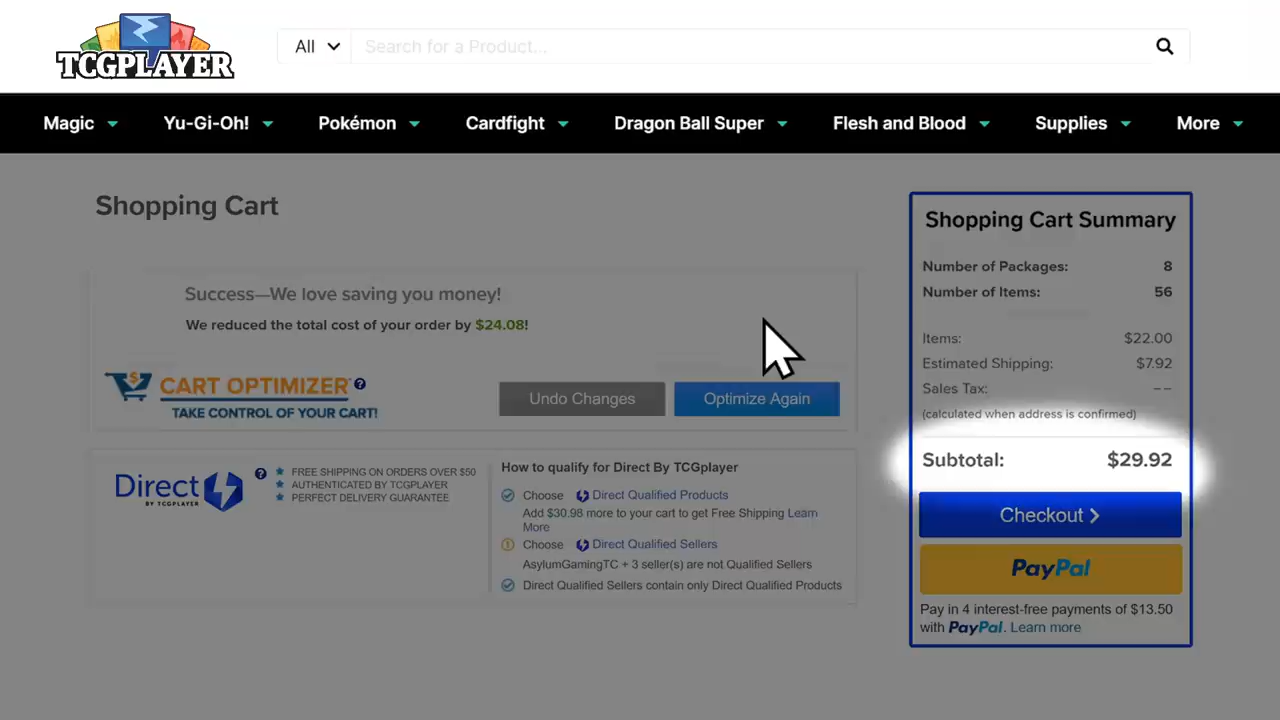 TCGPLAYER
All
Search for a Product...
Magic
Yu-Gi-Oh!
Pokémon
Cardfight
Dragon Ball Super
Flesh and Blood
Supplies
More
Shopping Cart
Success—We love saving you money!
We reduced the total cost of your order by $24.08!
CART OPTIMIZER
TAKE CONTROL OF YOUR CART!
Undo Changes
Optimize Again
Direct
BY TCGPLAYER
FREE SHIPPING ON ORDERS OVER $50
AUTHENTICATED BY TCGPLAYER
PERFECT DELIVERY GUARANTEE
How to qualify for Direct By TCGplayer
Choose Direct Qualified Products
Add $30.98 more to your cart to get Free Shipping Learn
More
Choose Direct Qualified Sellers
AsylumGamingTC + 3 seller(s) are not Qualified Sellers
Direct Qualified Sellers contain only Direct Qualified Products
Shopping Cart Summary
Number of Packages: 8
Number of Items: 56
Items: $22.00
Estimated Shipping: $7.92
Sales Tax: --
(calculated when address is confirmed)
Subtotal: $29.92
Checkout
PayPal
Pay in 4 interest-free payments of $13.50
with PayPal. Learn more